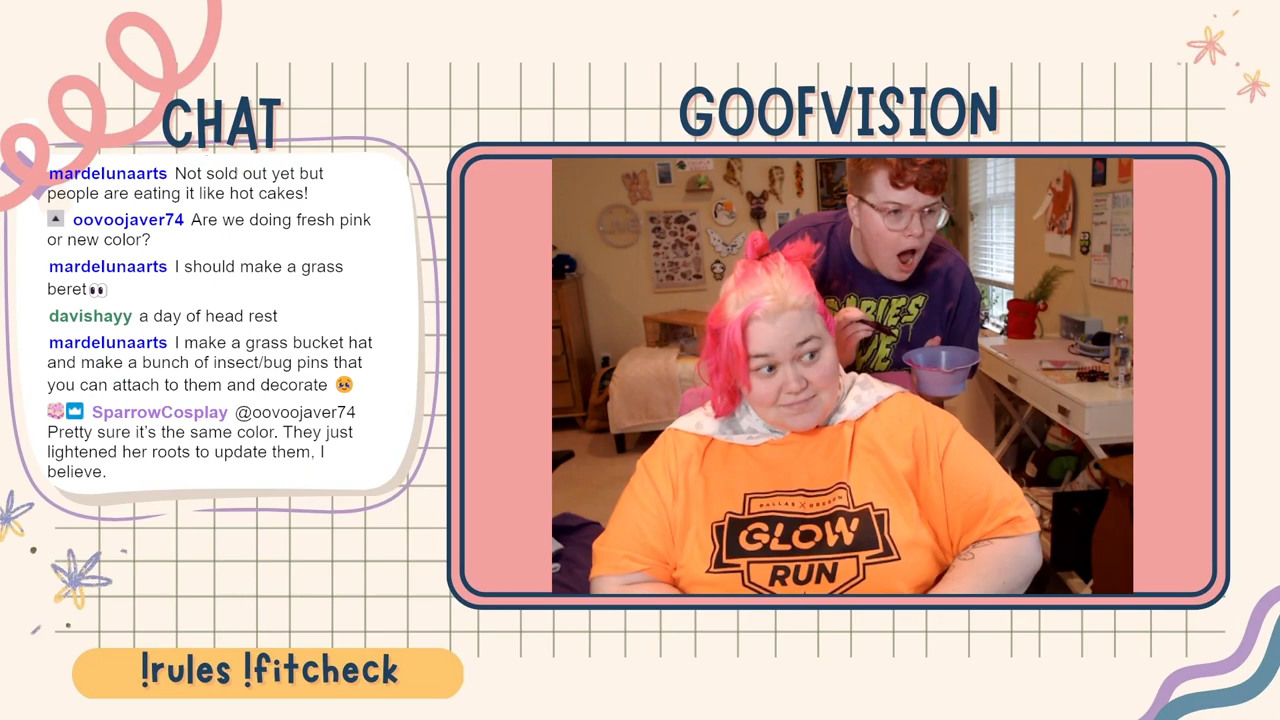 CHAT
GOOFVISION
mardelunaarts Not sold out yet but
people are eating it like hot cakes!
oovoojaver74 Are we doing fresh pink
or new color?
mardelunaarts I should make a grass
beret👀
davishayy a day of head rest
mardelunaarts I make a grass bucket hat
and make a bunch of insect/bug pins that
you can attach to them and decorate 🥹
SparrowCosplay @oovoojaver74
Pretty sure it's the same color. They just
lightened her roots to update them, I
believe.
GLOW
RUN
!rules !fitcheck